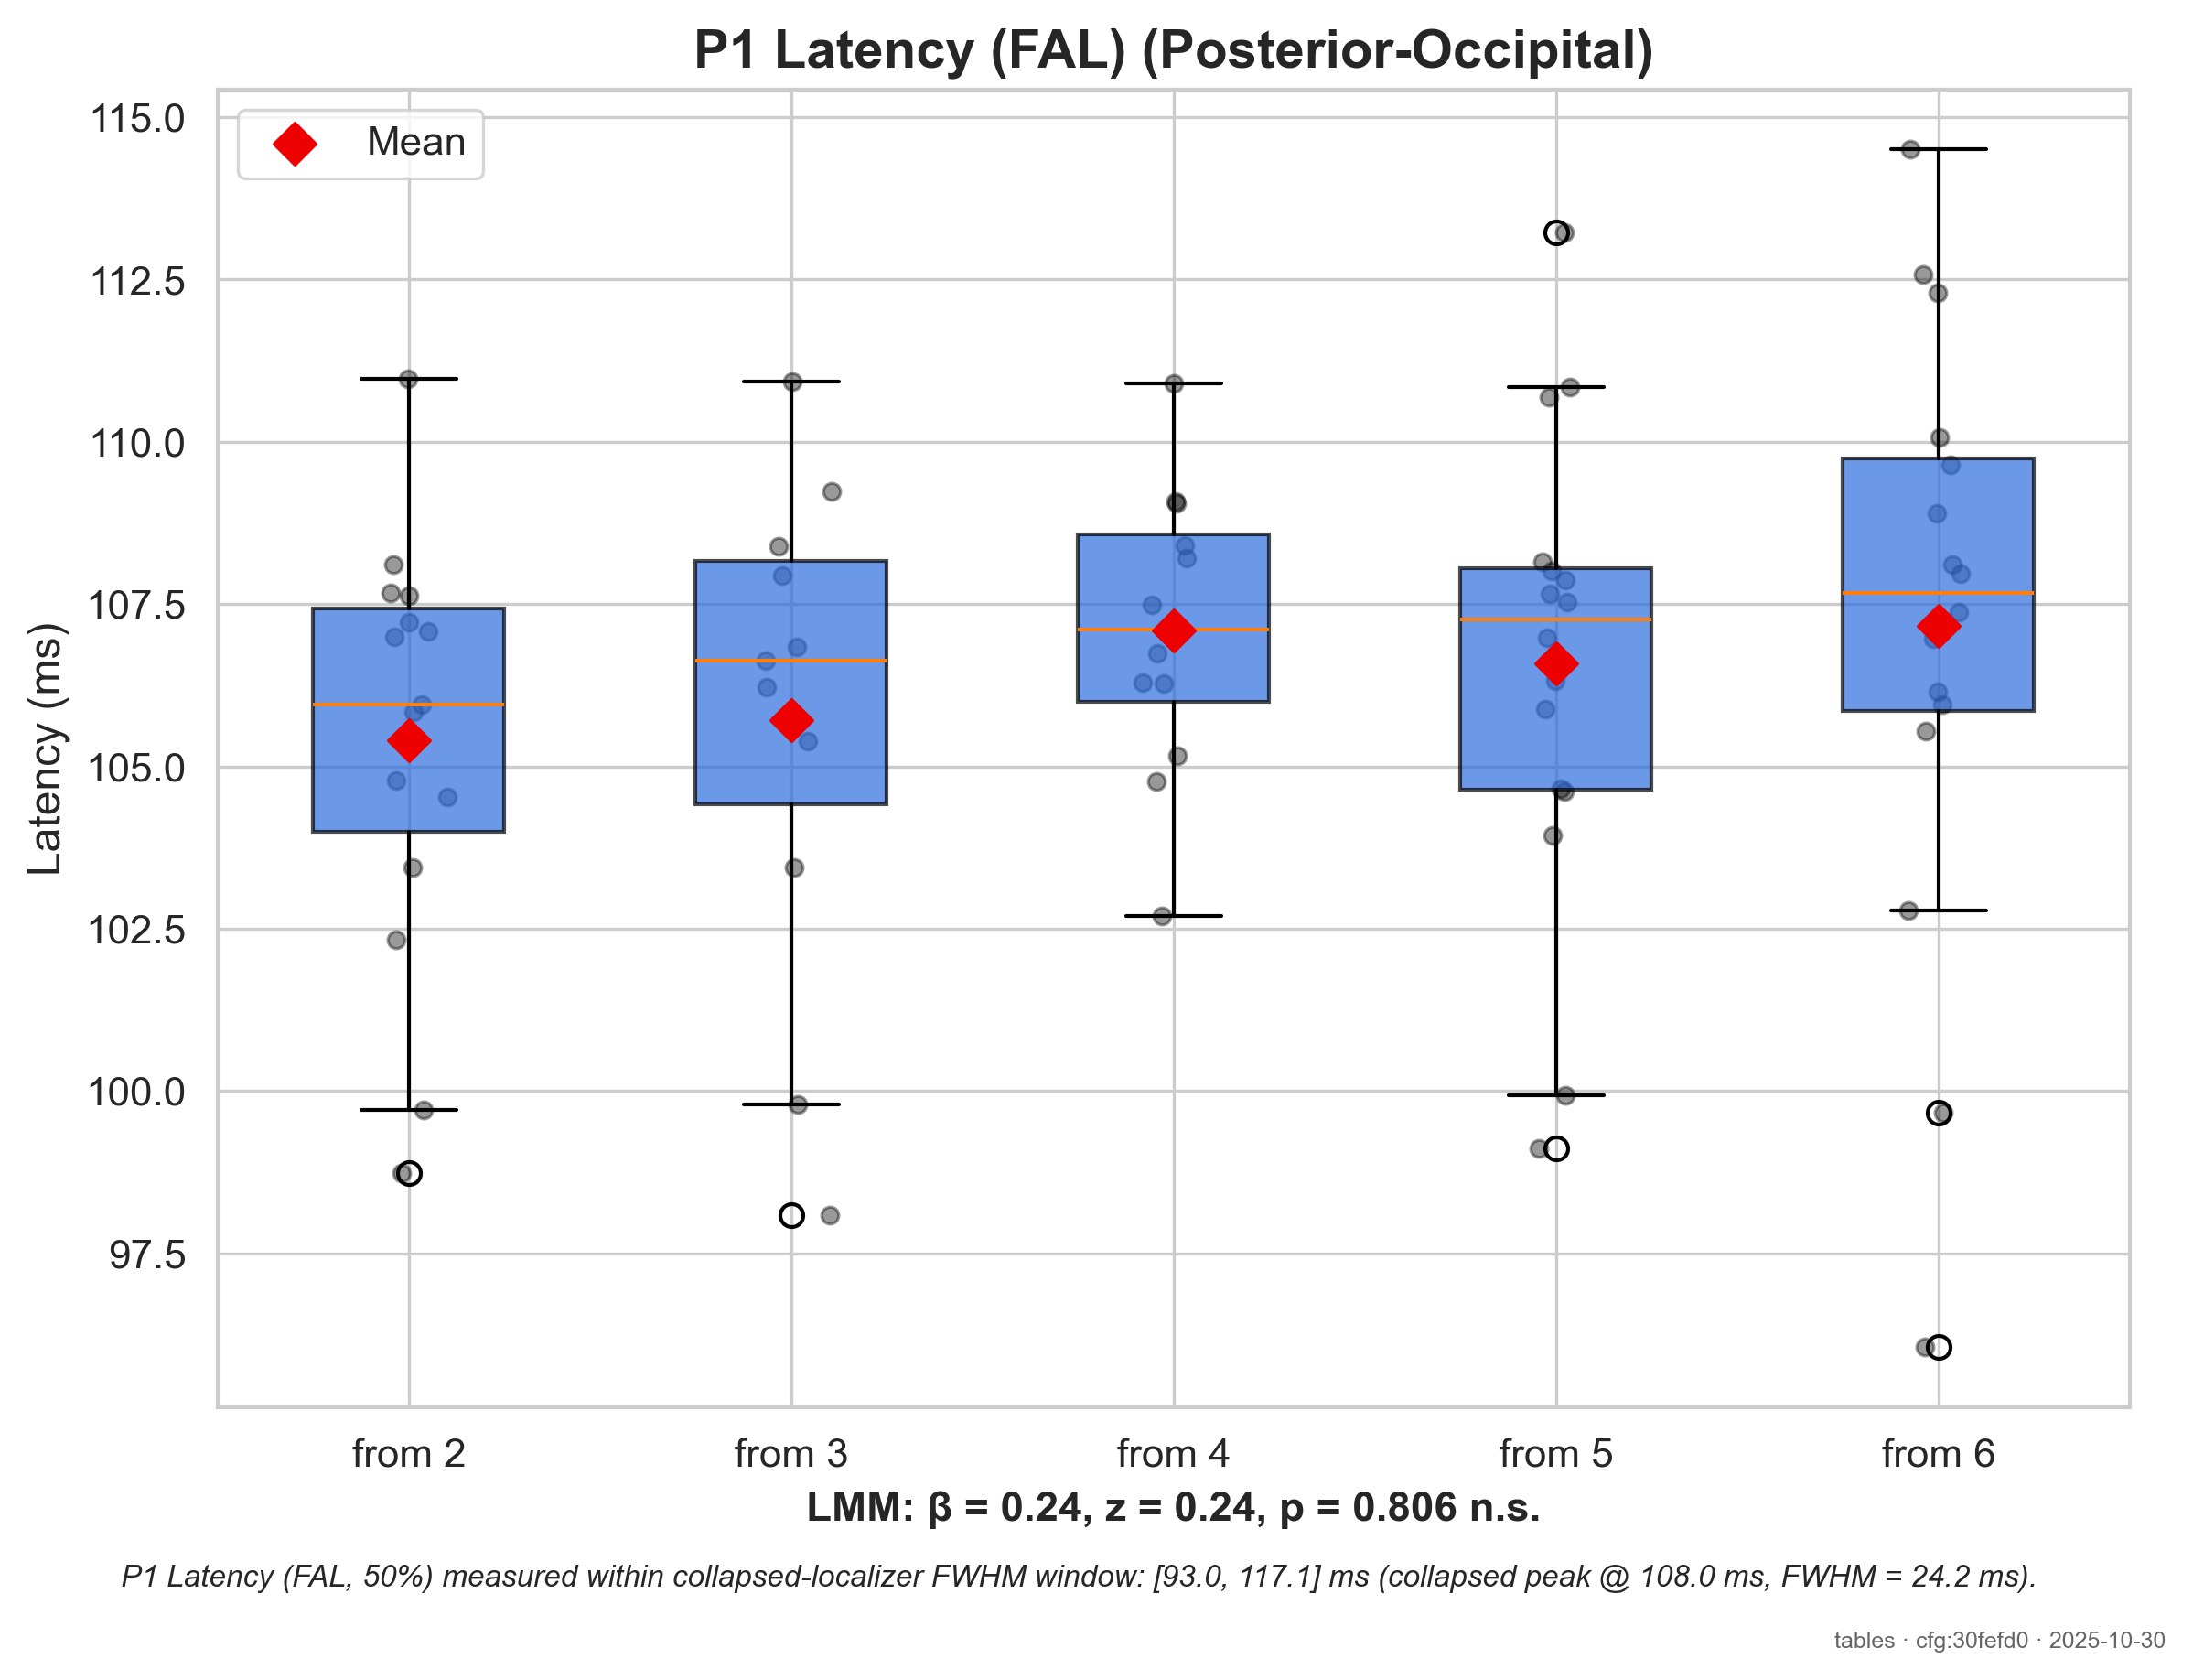 P1 Latency (FAL) (Posterior-Occipital)
Mean
Latency (ms)
115.0
112.5
110.0
107.5
105.0
102.5
100.0
97.5
from 2 from 3 from 4 from 5 from 6
LMM: β = 0.24, z = 0.24, p = 0.806 n.s.
P1 Latency (FAL, 50%) measured within collapsed-localizer FWHM window: [93.0, 117.1] ms (collapsed peak @ 108.0 ms, FWHM = 24.2 ms).
tables · cfg:30fefd0 · 2025-10-30